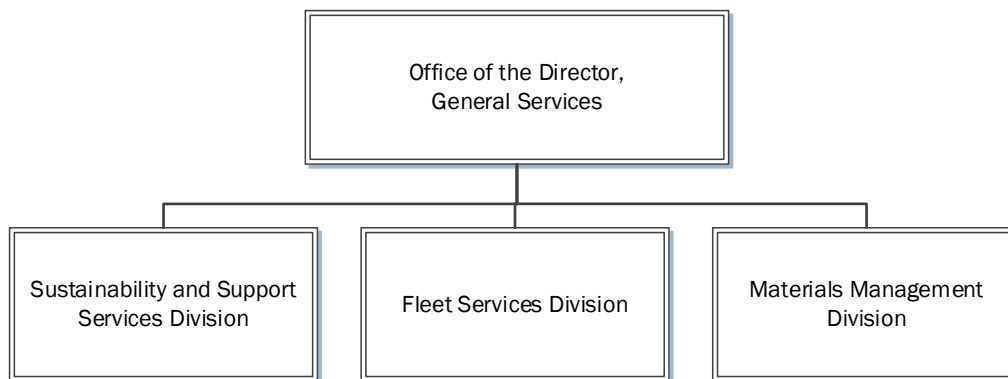 Office of the Director,
General Services
Sustainability and Support
Services Division
Fleet Services Division
Materials Management
Division